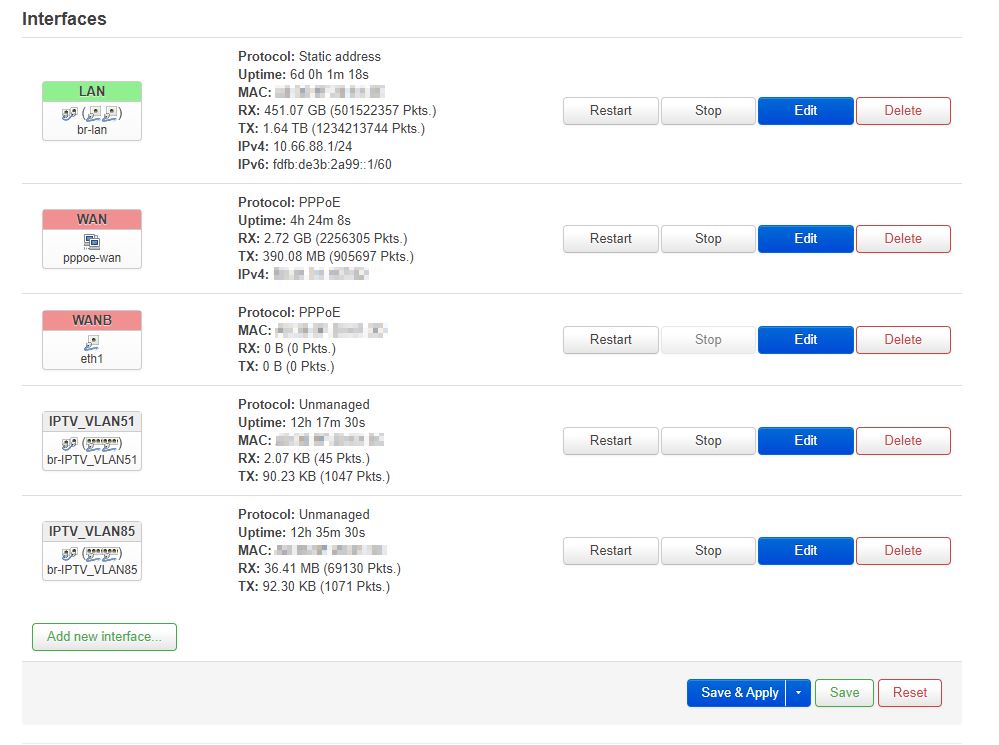 Interfaces
LAN
br-lan
Protocol: Static address
Uptime: 6d 0h 1m 18s
MAC:
RX: 451.07 GB (501522357 Pkts.)
TX: 1.64 TB (1234213744 Pkts.)
IPv4: 10.66.88.1/24
IPv6: fdfb:de3b:2a99::1/60
Restart Stop Edit Delete
WAN
pppoe-wan
Protocol: PPPoE
Uptime: 4h 24m 8s
RX: 2.72 GB (2256305 Pkts.)
TX: 390.08 MB (905697 Pkts.)
IPv4:
Restart Stop Edit Delete
WANB
eth1
Protocol: PPPoE
MAC:
RX: 0 B (0 Pkts.)
TX: 0 B (0 Pkts.)
Restart Stop Edit Delete
IPTV_VLAN51
br-IPTV_VLAN51
Protocol: Unmanaged
Uptime: 12h 17m 30s
MAC:
RX: 2.07 KB (45 Pkts.)
TX: 90.23 KB (1047 Pkts.)
Restart Stop Edit Delete
IPTV_VLAN85
br-IPTV_VLAN85
Protocol: Unmanaged
Uptime: 12h 35m 30s
MAC:
RX: 36.41 MB (69130 Pkts.)
TX: 92.30 KB (1071 Pkts.)
Restart Stop Edit Delete
Add new interface...
Save & Apply Save Reset